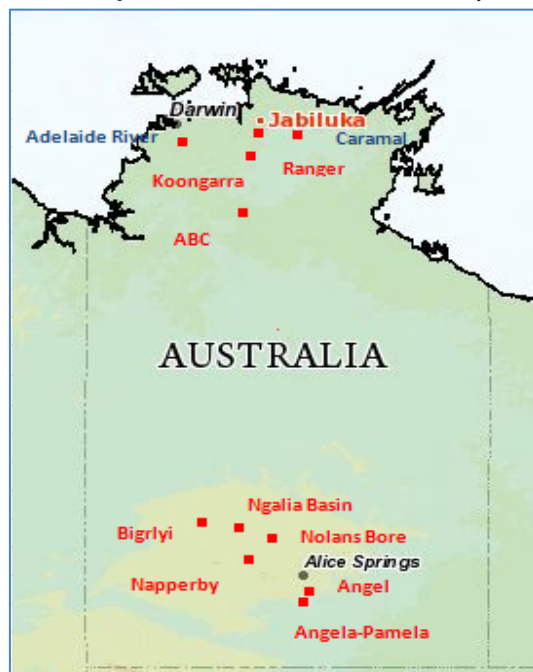 Darwin
Jabiluka
Adelaide River
Caramal
Koongarra
Ranger
ABC
AUSTRALIA
Ngalia Basin
Bigrlyi
Nolans Bore
Napperby
Alice Springs
Angel
Angela-Pamela